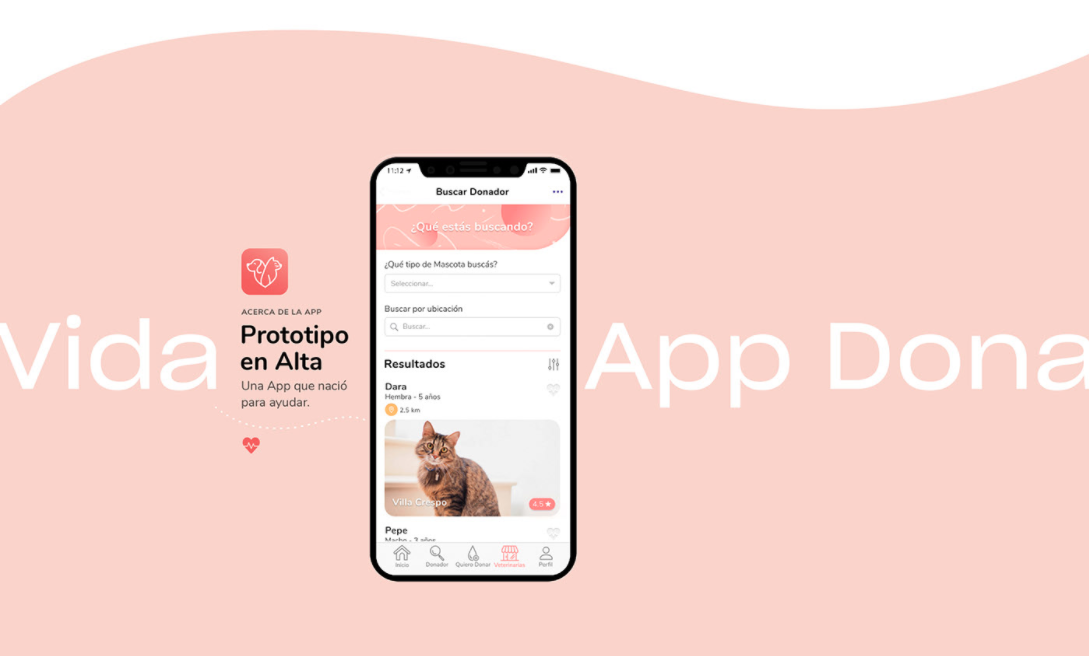 Vida App Dona
ACERCA DE LA APP
Prototipo
en Alta
Una App que nació
para ayudar.
11:12
Buscar Donador
¿Qué estás buscando?
¿Qué tipo de Mascota buscás?
Seleccionar...
Buscar por ubicación
Buscar...
Resultados
Dara
Hembra - 5 años
2,5 km
Villa Crespo
4.5 ★
Pepe
Macho - 3 años
Inicio
Donador
Quiero Donar
Veterinarias
Perfil